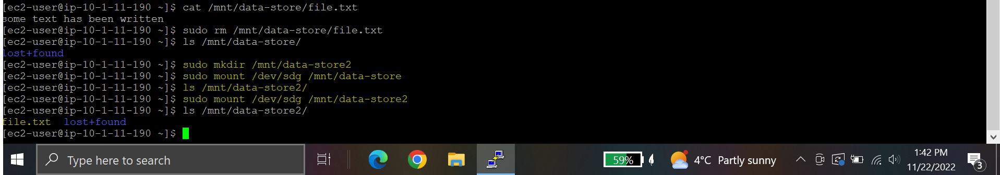 [ec2-user@ip-10-1-11-190 ~]$ cat /mnt/data-store/file.txt
some text has been written
[ec2-user@ip-10-1-11-190 ~]$ sudo rm /mnt/data-store/file.txt
[ec2-user@ip-10-1-11-190 ~]$ ls /mnt/data-store/
lost+found
[ec2-user@ip-10-1-11-190 ~]$ sudo mkdir /mnt/data-store2
[ec2-user@ip-10-1-11-190 ~]$ sudo mount /dev/sdg /mnt/data-store
[ec2-user@ip-10-1-11-190 ~]$ ls /mnt/data-store2/
[ec2-user@ip-10-1-11-190 ~]$ sudo mount /dev/sdg /mnt/data-store2
[ec2-user@ip-10-1-11-190 ~]$ ls /mnt/data-store2/
file.txt  lost+found
[ec2-user@ip-10-1-11-190 ~]$
Type here to search
59%
4°C Partly sunny
1:42 PM
11/22/2022
3